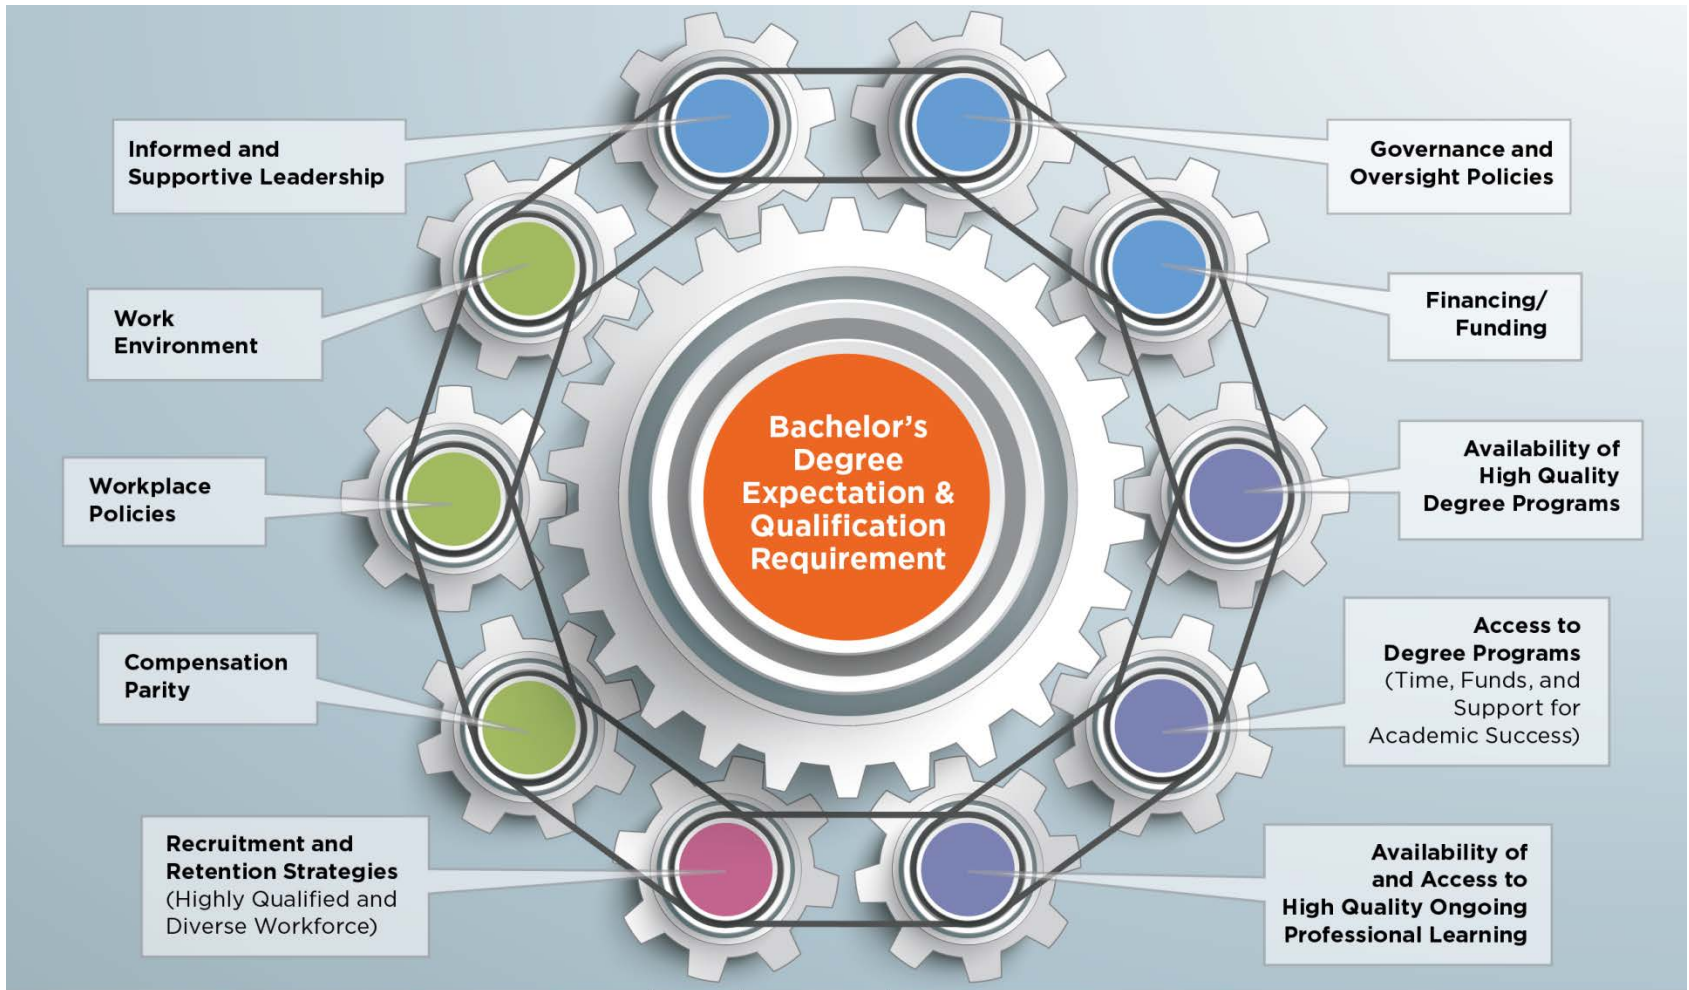 Informed and
Supportive Leadership
Governance and
Oversight Policies
Work
Environment
Financing/
Funding
Bachelor's
Degree
Expectation &
Qualification
Requirement
Workplace
Policies
Availability of
High Quality
Degree Programs
Compensation
Parity
Access to
Degree Programs
(Time, Funds, and
Support for
Academic Success)
Recruitment and
Retention Strategies
(Highly Qualified and
Diverse Workforce)
Availability of
and Access to
High Quality Ongoing
Professional Learning